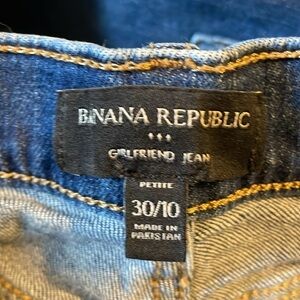 BANANA REPUBLIC
GIRLFRIEND JEAN
PETITE
30/10
MADE IN
PAKISTAN